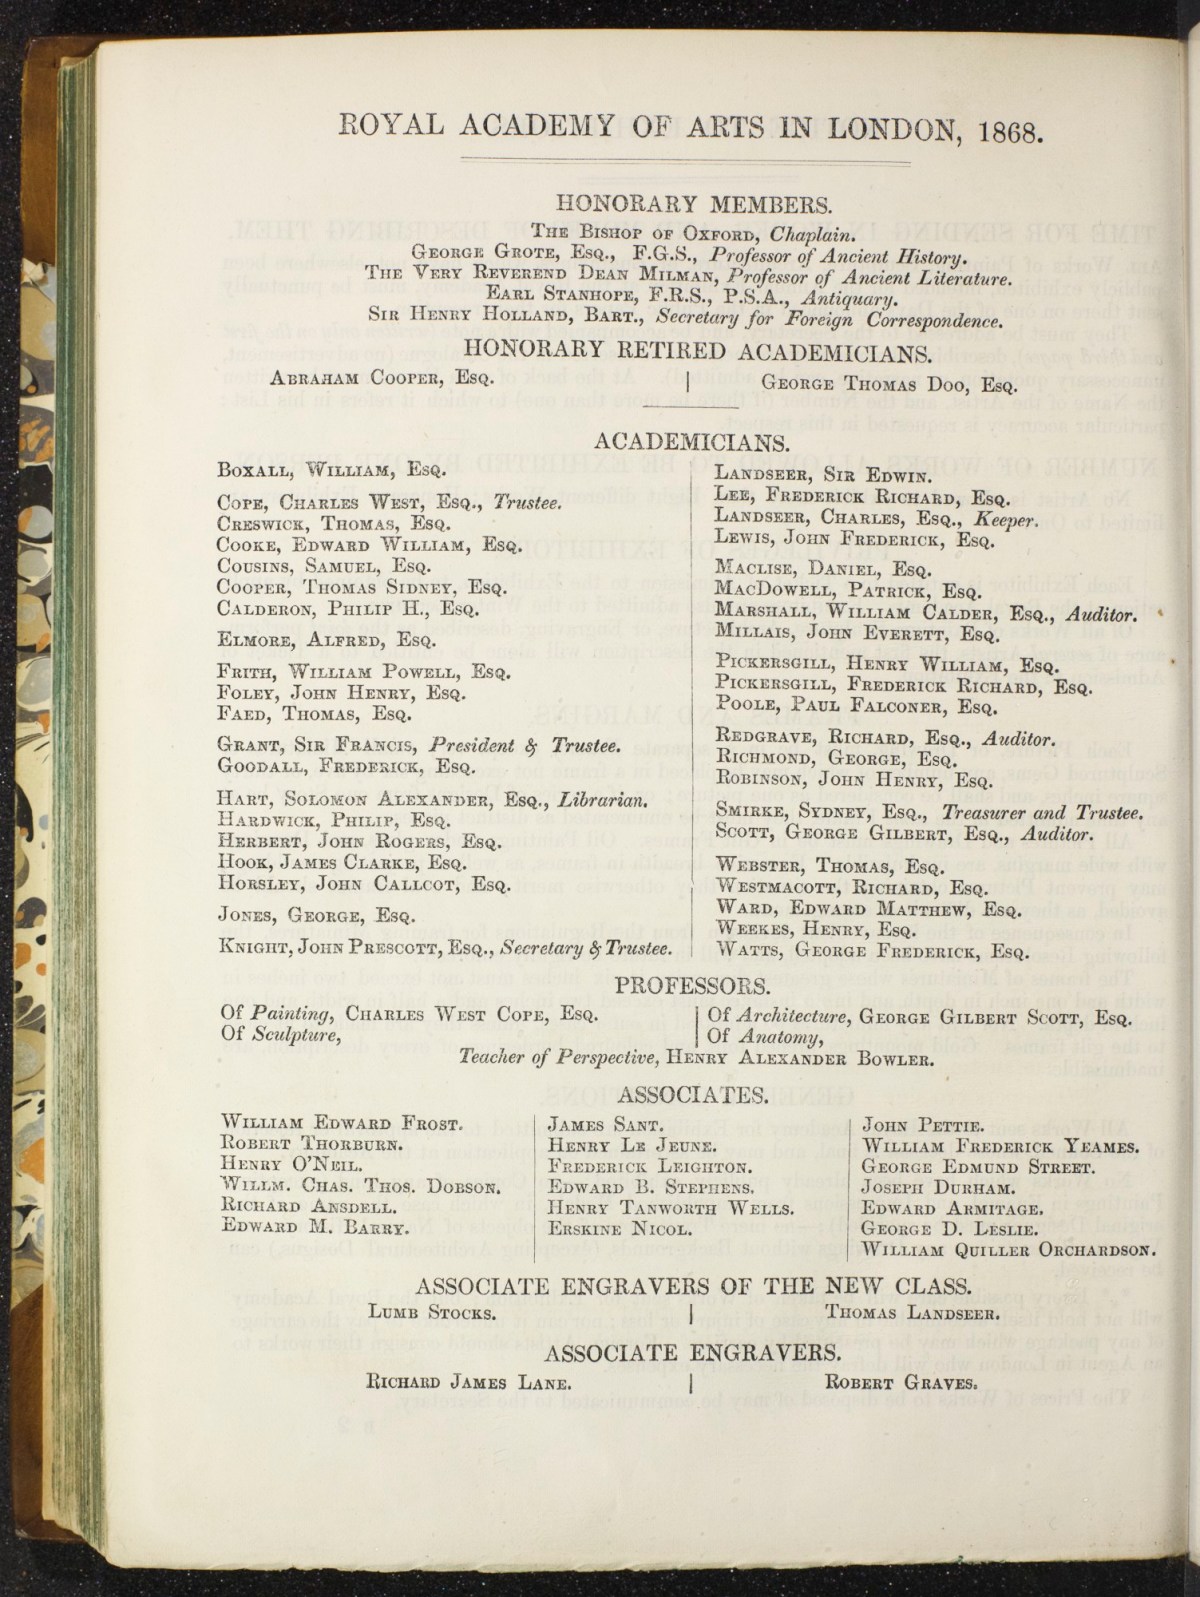 ROYAL ACADEMY OF ARTS IN LONDON, 1868.
HONORARY MEMBERS.
THE BISHOP OF OXFORD, Chaplain.
GEORGE GROTE, ESQ., F.G.S., Professor of Ancient History.
THE VERY REVEREND DEAN MILMAN, Professor of Ancient Literature.
EARL STANHOPE, F.R.S., P.S.A., Antiquary.
SIR HENRY HOLLAND, BART., Secretary for Foreign Correspondence.
HONORARY RETIRED ACADEMICIANS.
ABRAHAM COOPER, ESQ.
GEORGE THOMAS DOO, ESQ.
ACADEMICIANS.
BOXALL, WILLIAM, ESQ.
COPE, CHARLES WEST, ESQ., Trustee.
CRESWICK, THOMAS, ESQ.
COOKE, EDWARD WILLIAM, ESQ.
COUSINS, SAMUEL, ESQ.
COOPER, THOMAS SIDNEY, ESQ.
CALDERON, PHILIP H., ESQ.
ELMORE, ALFRED, ESQ.
FRITH, WILLIAM POWELL, ESQ.
FOLEY, JOHN HENRY, ESQ.
FAED, THOMAS, ESQ.
GRANT, SIR FRANCIS, President & Trustee.
GOODALL, FREDERICK, ESQ.
HART, SOLOMON ALEXANDER, ESQ., Librarian.
HARDWICK, PHILIP, ESQ.
HERBERT, JOHN ROGERS, ESQ.
HOOK, JAMES CLARKE, ESQ.
HORSLEY, JOHN CALLCOT, ESQ.
JONES, GEORGE, ESQ.
KNIGHT, JOHN PRESCOTT, ESQ., Secretary & Trustee.
LANDSEER, SIR EDWIN.
LEE, FREDERICK RICHARD, ESQ.
LANDSEER, CHARLES, ESQ., Keeper.
LEWIS, JOHN FREDERICK, ESQ.
MACLISE, DANIEL, ESQ.
MACDOWELL, PATRICK, ESQ.
MARSHALL, WILLIAM CALDER, ESQ., Auditor.
MILLAIS, JOHN EVERETT, ESQ.
PICKERSGILL, HENRY WILLIAM, ESQ.
PICKERSGILL, FREDERICK RICHARD, ESQ.
POOLE, PAUL FALCONER, ESQ.
REDGRAVE, RICHARD, ESQ., Auditor.
RICHMOND, GEORGE, ESQ.
ROBINSON, JOHN HENRY, ESQ.
SMIRKE, SYDNEY, ESQ., Treasurer and Trustee.
SCOTT, GEORGE GILBERT, ESQ., Auditor.
WEBSTER, THOMAS, ESQ.
WESTMACOTT, RICHARD, ESQ.
WARD, EDWARD MATTHEW, ESQ.
WEEKES, HENRY, ESQ.
WATTS, GEORGE FREDERICK, ESQ.
PROFESSORS.
Of Painting, CHARLES WEST COPE, ESQ.
Of Sculpture,
Of Architecture, GEORGE GILBERT SCOTT, ESQ.
Of Anatomy,
Teacher of Perspective, HENRY ALEXANDER BOWLER.
ASSOCIATES.
WILLIAM EDWARD FROST.
ROBERT THORBURN.
HENRY O'NEIL.
WILLM. CHAS. THOS. DOBSON.
RICHARD ANSDELL.
EDWARD M. BARRY.
JAMES SANT.
HENRY LE JEUNE.
FREDERICK LEIGHTON.
EDWARD B. STEPHENS.
HENRY TANWORTH WELLS.
ERSKINE NICOL.
JOHN PETTIE.
WILLIAM FREDERICK YEAMES.
GEORGE EDMUND STREET.
JOSEPH DURHAM.
EDWARD ARMITAGE.
GEORGE D. LESLIE.
WILLIAM QUILLER ORCHARDSON.
ASSOCIATE ENGRAVERS OF THE NEW CLASS.
LUMB STOCKS.
THOMAS LANDSEER.
ASSOCIATE ENGRAVERS.
RICHARD JAMES LANE.
ROBERT GRAVES.